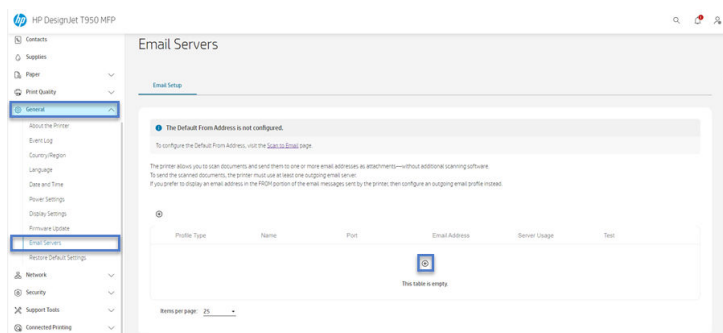 hp HP DesignJet T950 MFP
Contacts
Supplies
Paper
Print Quality
General
About the Printer
Event Log
Country/Region
Language
Date and Time
Power Settings
Display Settings
Firmware Update
Email Servers
Restore Default Settings
Network
Security
Support Tools
Connected Printing
Email Servers
Email Setup
The Default From Address is not configured.
To configure the Default From Address, visit the Scan to Email page.
The printer allows you to scan documents and send them to one or more email addresses as attachments—without additional scanning software.
To send the scanned documents, the printer must use at least one outgoing email server.
If you prefer to display an email address in the FROM portion of the email messages sent by the printer, then configure an outgoing email profile instead.
Profile Type Name Port Email Address Server Usage Test
This table is empty
Items per page: 25